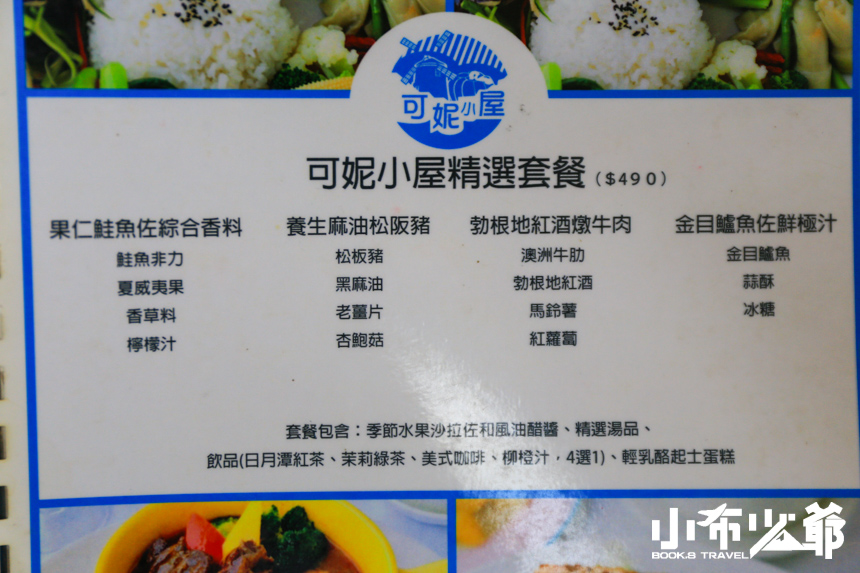 可妮小屋
可妮小屋精選套餐 ($490)
果仁鮭魚佐綜合香料
鮭魚非力
夏威夷果
香草料
檸檬汁
養生麻油松阪豬
松板豬
黑麻油
老薑片
杏鮑菇
勃根地紅酒燉牛肉
澳洲牛肋
勃根地紅酒
馬鈴薯
紅蘿蔔
金目鱸魚佐鮮極汁
金目鱸魚
蒜酥
冰糖
套餐包含：季節水果沙拉佐和風油醋醬、精選湯品、
飲品(日月潭紅茶、茉莉綠茶、美式咖啡、柳橙汁，4選1)、輕乳酪起士蛋糕
小布少爺
BOOK.B TRAVEL